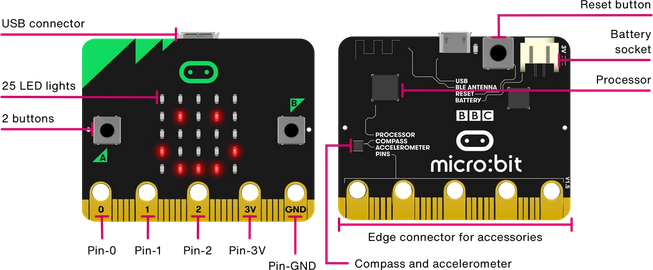 USB connector
25 LED lights
2 buttons
A
B
0 1 2 3V GND
Pin-0 Pin-1 Pin-2 Pin-3V
Pin-GND
Reset button
Battery
socket
Processor
3V
USB
BLE ANTENNA
RESET
BATTERY
BBC
PROCESSOR
COMPASS
ACCELEROMETER
PINS
micro:bit
V1.5
Edge connector for accessories
Compass and accelerometer